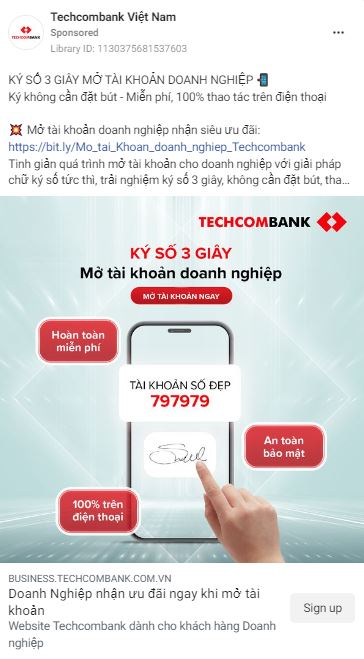 Techcombank Việt Nam
Sponsored
Library ID: 1130375681537603
KÝ SỐ 3 GIÂY MỞ TÀI KHOẢN DOANH NGHIỆP
Ký không cần đặt bút - Miễn phí, 100% thao tác trên điện thoại
Mở tài khoản doanh nghiệp nhận siêu ưu đãi:
https://bit.ly/Mo_tai_Khoan_doanh_nghiep_Techcombank
Tinh giản quá trình mở tài khoản cho doanh nghiệp với giải pháp
chữ ký số tức thì, trải nghiệm ký số 3 giây, không cần đặt bút, tha...
TECHCOMBANK
KÝ SỐ 3 GIÂY
Mở tài khoản doanh nghiệp
MỞ TÀI KHOẢN NGAY
Hoàn toàn
miễn phí
TÀI KHOẢN SỐ ĐẸP
797979
An toàn
bảo mật
100% trên
điện thoại
BUSINESS.TECHCOMBANK.COM.VN
Doanh Nghiệp nhận ưu đãi ngay khi mở tài
khoản
Website Techcombank dành cho khách hàng Doanh
nghiệp
Sign up